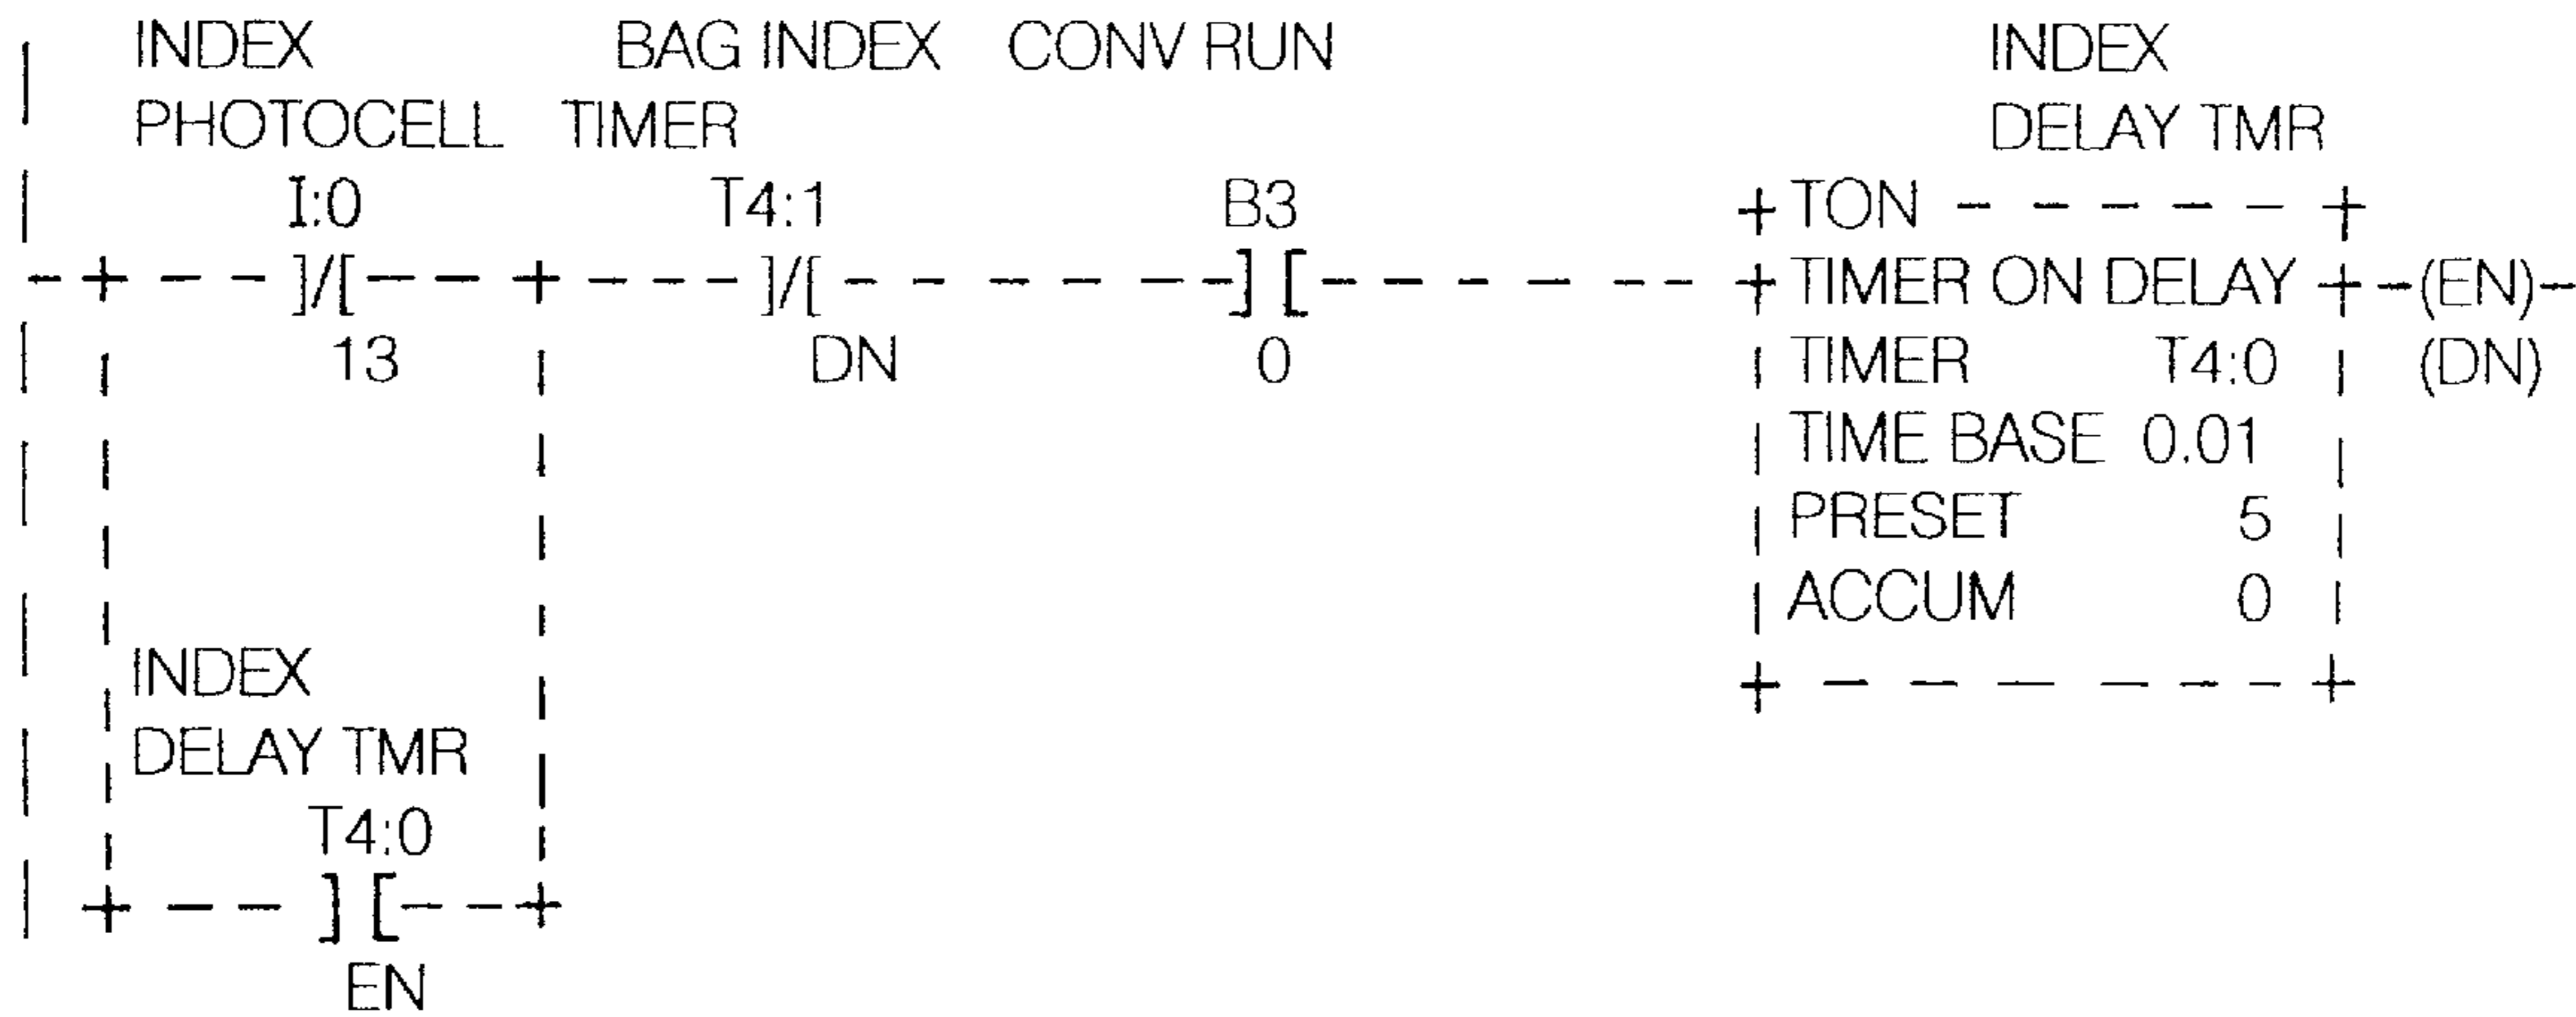 INDEX BAG INDEX CONV RUN INDEX
PHOTOCELL TIMER DELAY TMR
I:0 T4:1 B3 TON
]/[ ]/[ ] [ TIMER ON DELAY (EN)
13 DN 0 TIMER T4:0 (DN)
TIME BASE 0.01
PRESET 5
ACCUM 0
INDEX
DELAY TMR
T4:0
] [
EN